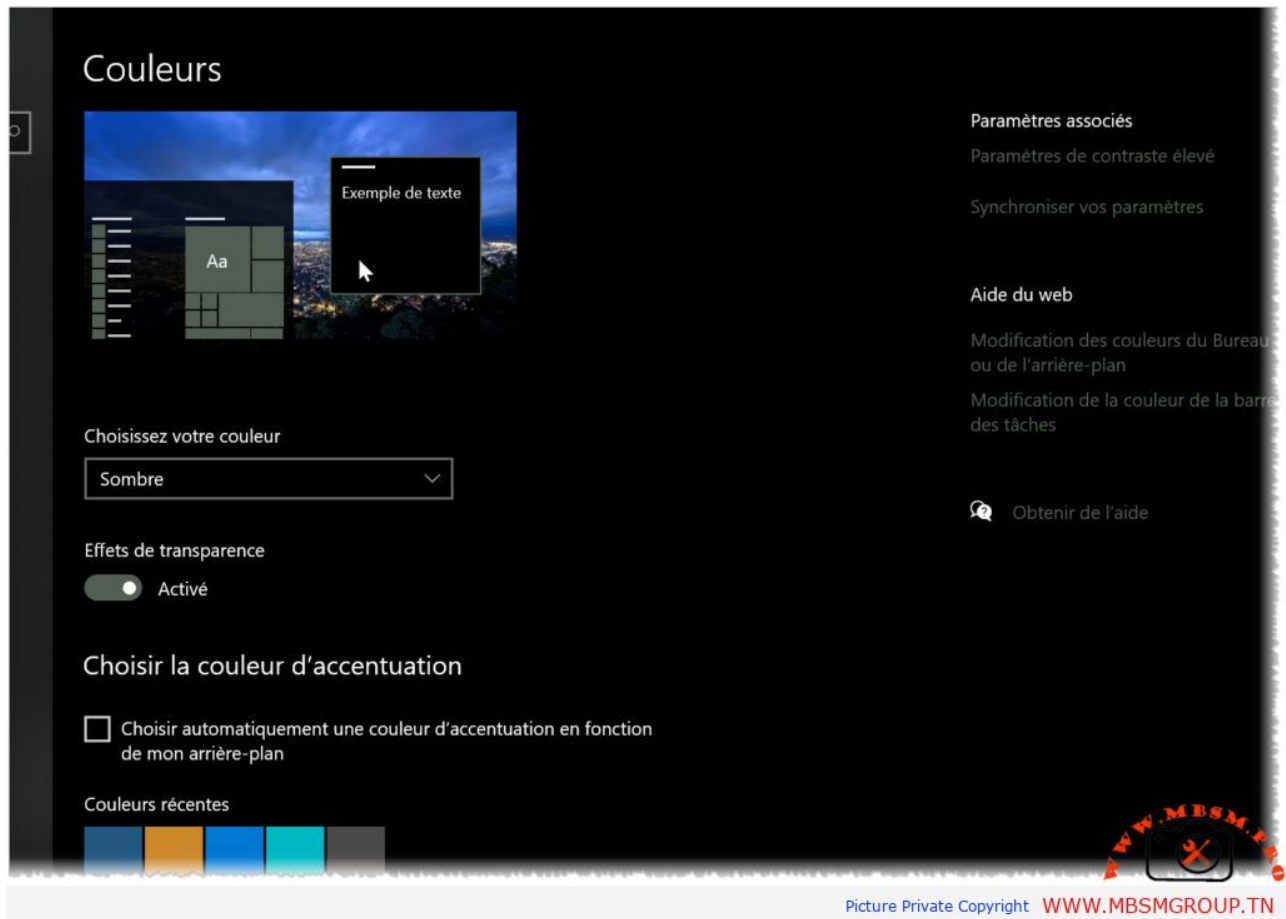 Couleurs
Exemple de texte
Aa
Choisissez votre couleur
Sombre
Effets de transparence
Activé
Choisir la couleur d'accentuation
Choisir automatiquement une couleur d'accentuation en fonction
de mon arrière-plan
Couleurs récentes
Paramètres associés
Paramètres de contraste élevé
Synchroniser vos paramètres
Aide du web
Modification des couleurs du Bureau
ou de l'arrière-plan
Modification de la couleur de la barre
des tâches
Obtenir de l'aide
WWW.MBSM.PRO
Picture Private Copyright WWW.MBSMGROUP.TN